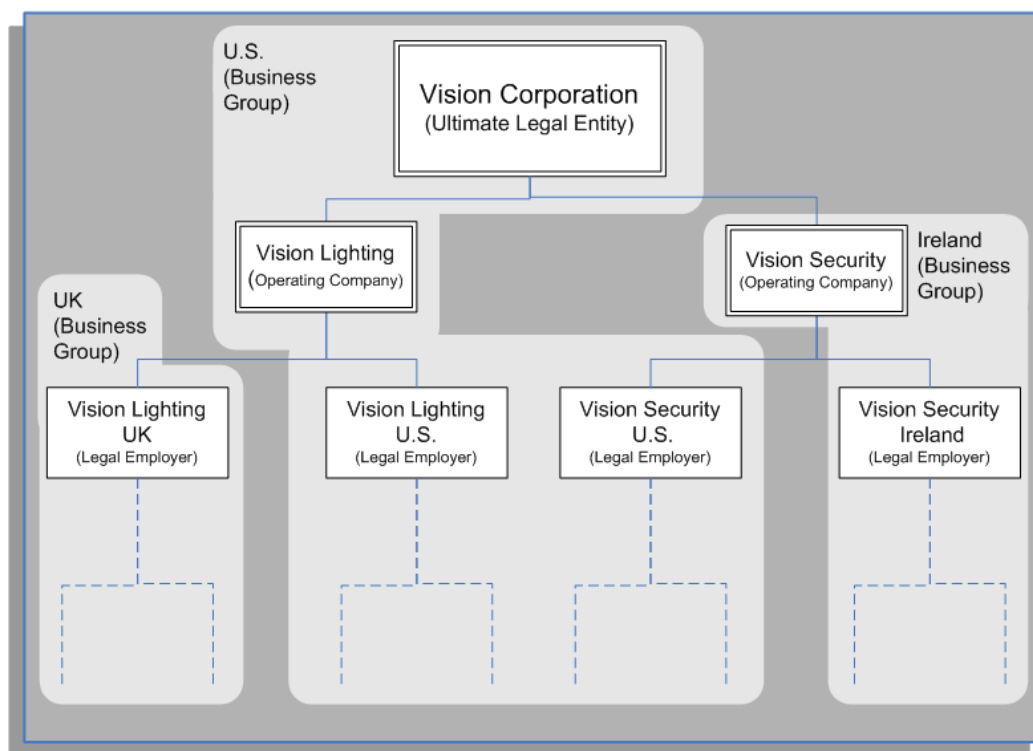 U.S.
(Business
Group)
Vision Corporation
(Ultimate Legal Entity)
Vision Lighting
(Operating Company)
Vision Security
(Operating Company)
Ireland
(Business
Group)
UK
(Business
Group)
Vision Lighting
UK
(Legal Employer)
Vision Lighting
U.S.
(Legal Employer)
Vision Security
U.S.
(Legal Employer)
Vision Security
Ireland
(Legal Employer)